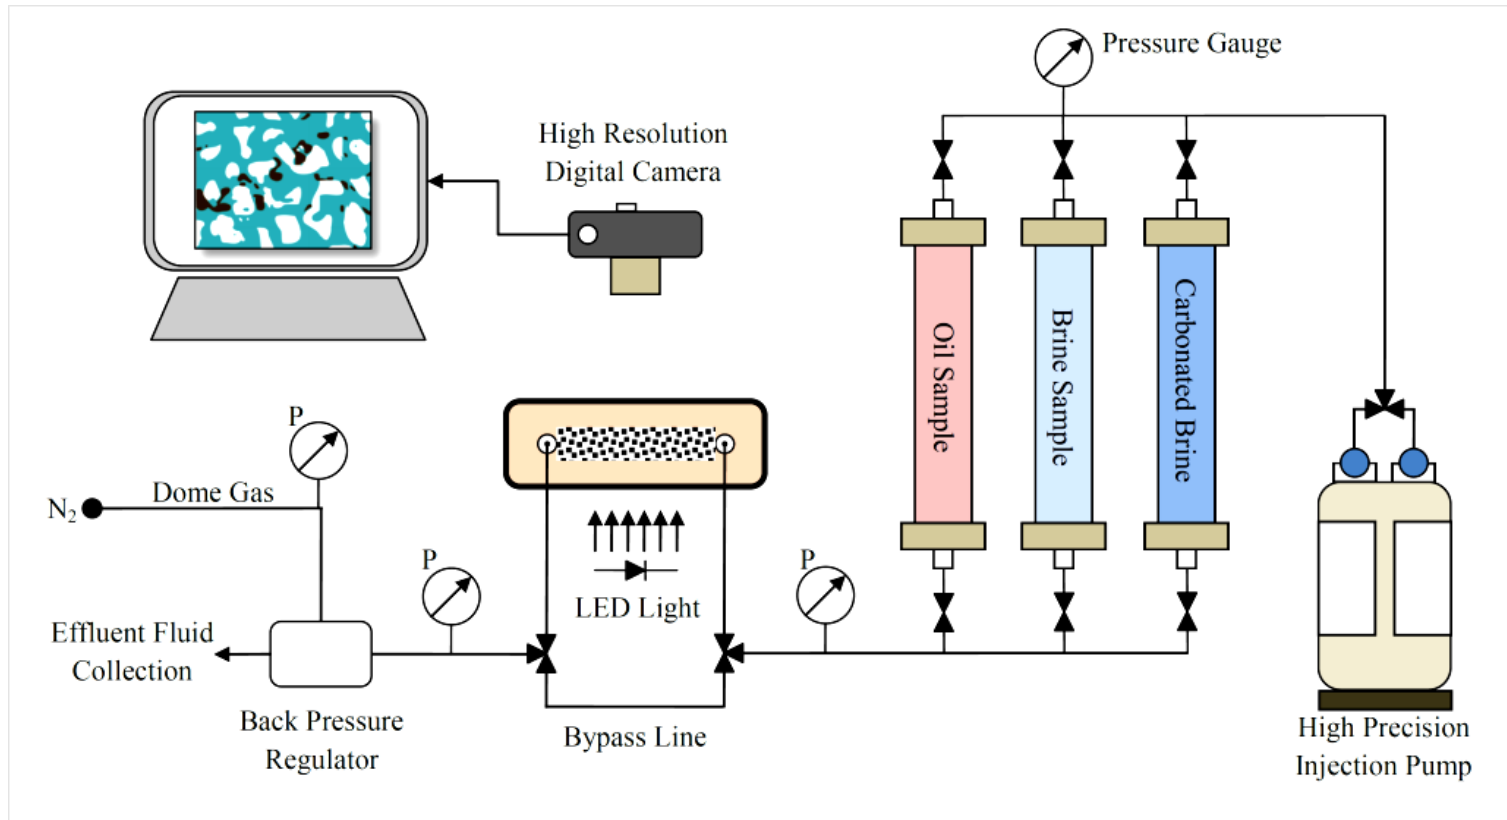 Pressure Gauge
High Resolution
Digital Camera
Oil Sample
Brine Sample
Carbonated Brine
P
Dome Gas
N₂
P
P
LED Light
Effluent Fluid
Collection
Back Pressure
Regulator
Bypass Line
High Precision
Injection Pump